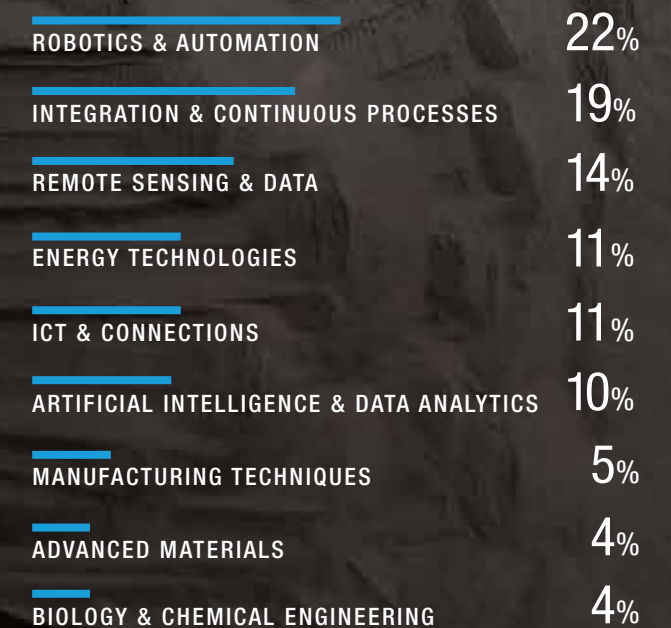 ROBOTICS & AUTOMATION 22%
INTEGRATION & CONTINUOUS PROCESSES 19%
REMOTE SENSING & DATA 14%
ENERGY TECHNOLOGIES 11%
ICT & CONNECTIONS 11%
ARTIFICIAL INTELLIGENCE & DATA ANALYTICS 10%
MANUFACTURING TECHNIQUES 5%
ADVANCED MATERIALS 4%
BIOLOGY & CHEMICAL ENGINEERING 4%